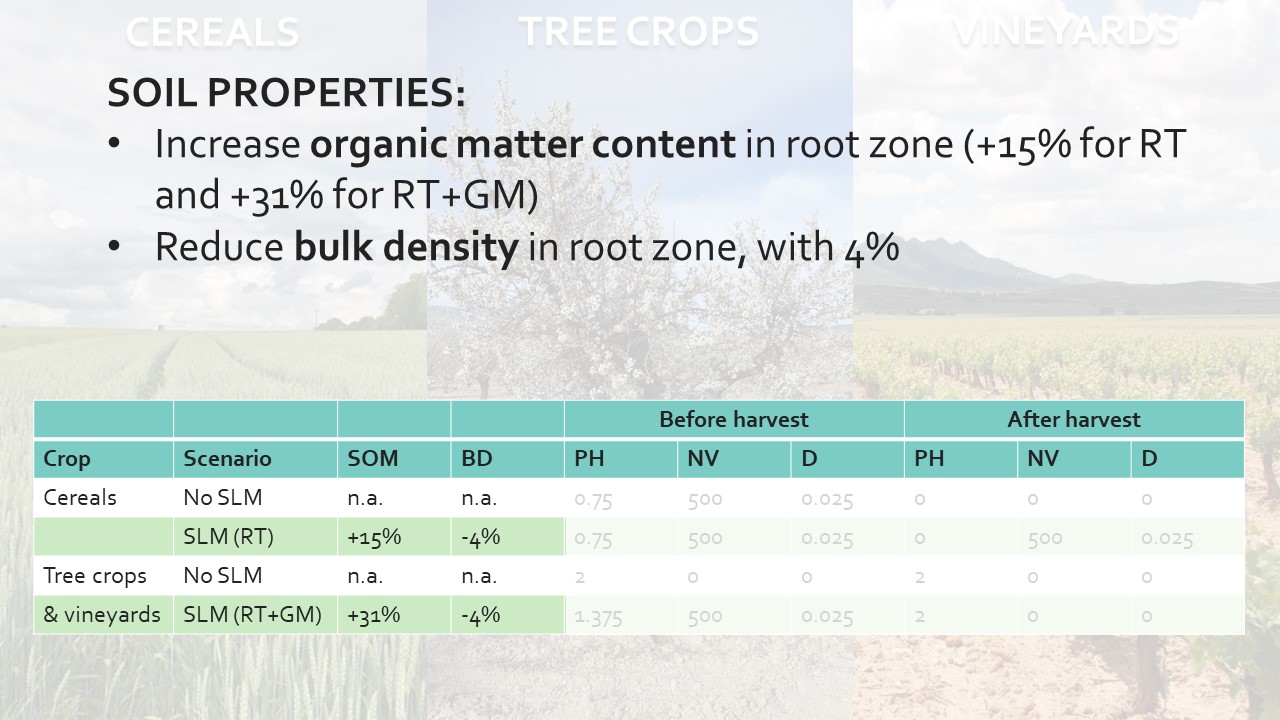 CEREALS TREE CROPS VINEYARDS
SOIL PROPERTIES:
• Increase organic matter content in root zone (+15% for RT
and +31% for RT+GM)
• Reduce bulk density in root zone, with 4%
Before harvest After harvest
Crop Scenario SOM BD PH NV D PH NV D
Cereals No SLM n.a. n.a. 0.75 500 0.025 0 0 0
SLM (RT) +15% -4% 0.75 500 0.025 0 500 0.025
Tree crops No SLM n.a. n.a. 2 0 0 2 0 0
& vineyards SLM (RT+GM) +31% -4% 1.375 500 0.025 2 0 0